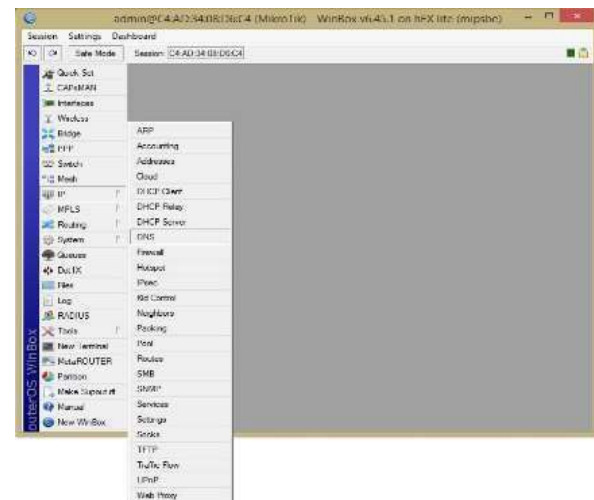 admin@C4:AD:34:08:D6:C4 (MikroTik) - WinBox v6.45.1 on hEX lite (mipsbe)
Session Settings Dashboard
Safe Mode Session: C4:AD:34:08:D6:C4
Quick Set
CAPsMAN
Interfaces
Wireless
Bridge
PPP
Switch
Mesh
IP
MPLS
Routing
System
Queues
Dot1X
Files
Log
RADIUS
Tools
New Terminal
MetaROUTER
Partition
Make Supout.rif
Manual
New WinBox
ARP
Accounting
Addresses
Cloud
DHCP Client
DHCP Relay
DHCP Server
DNS
Firewall
Hotspot
IPsec
Kid Control
Neighbors
Packing
Pool
Routes
SMB
SNMP
Services
Settings
Socks
TFTP
Traffic Flow
UPnP
Web Proxy
outerOS WinBox